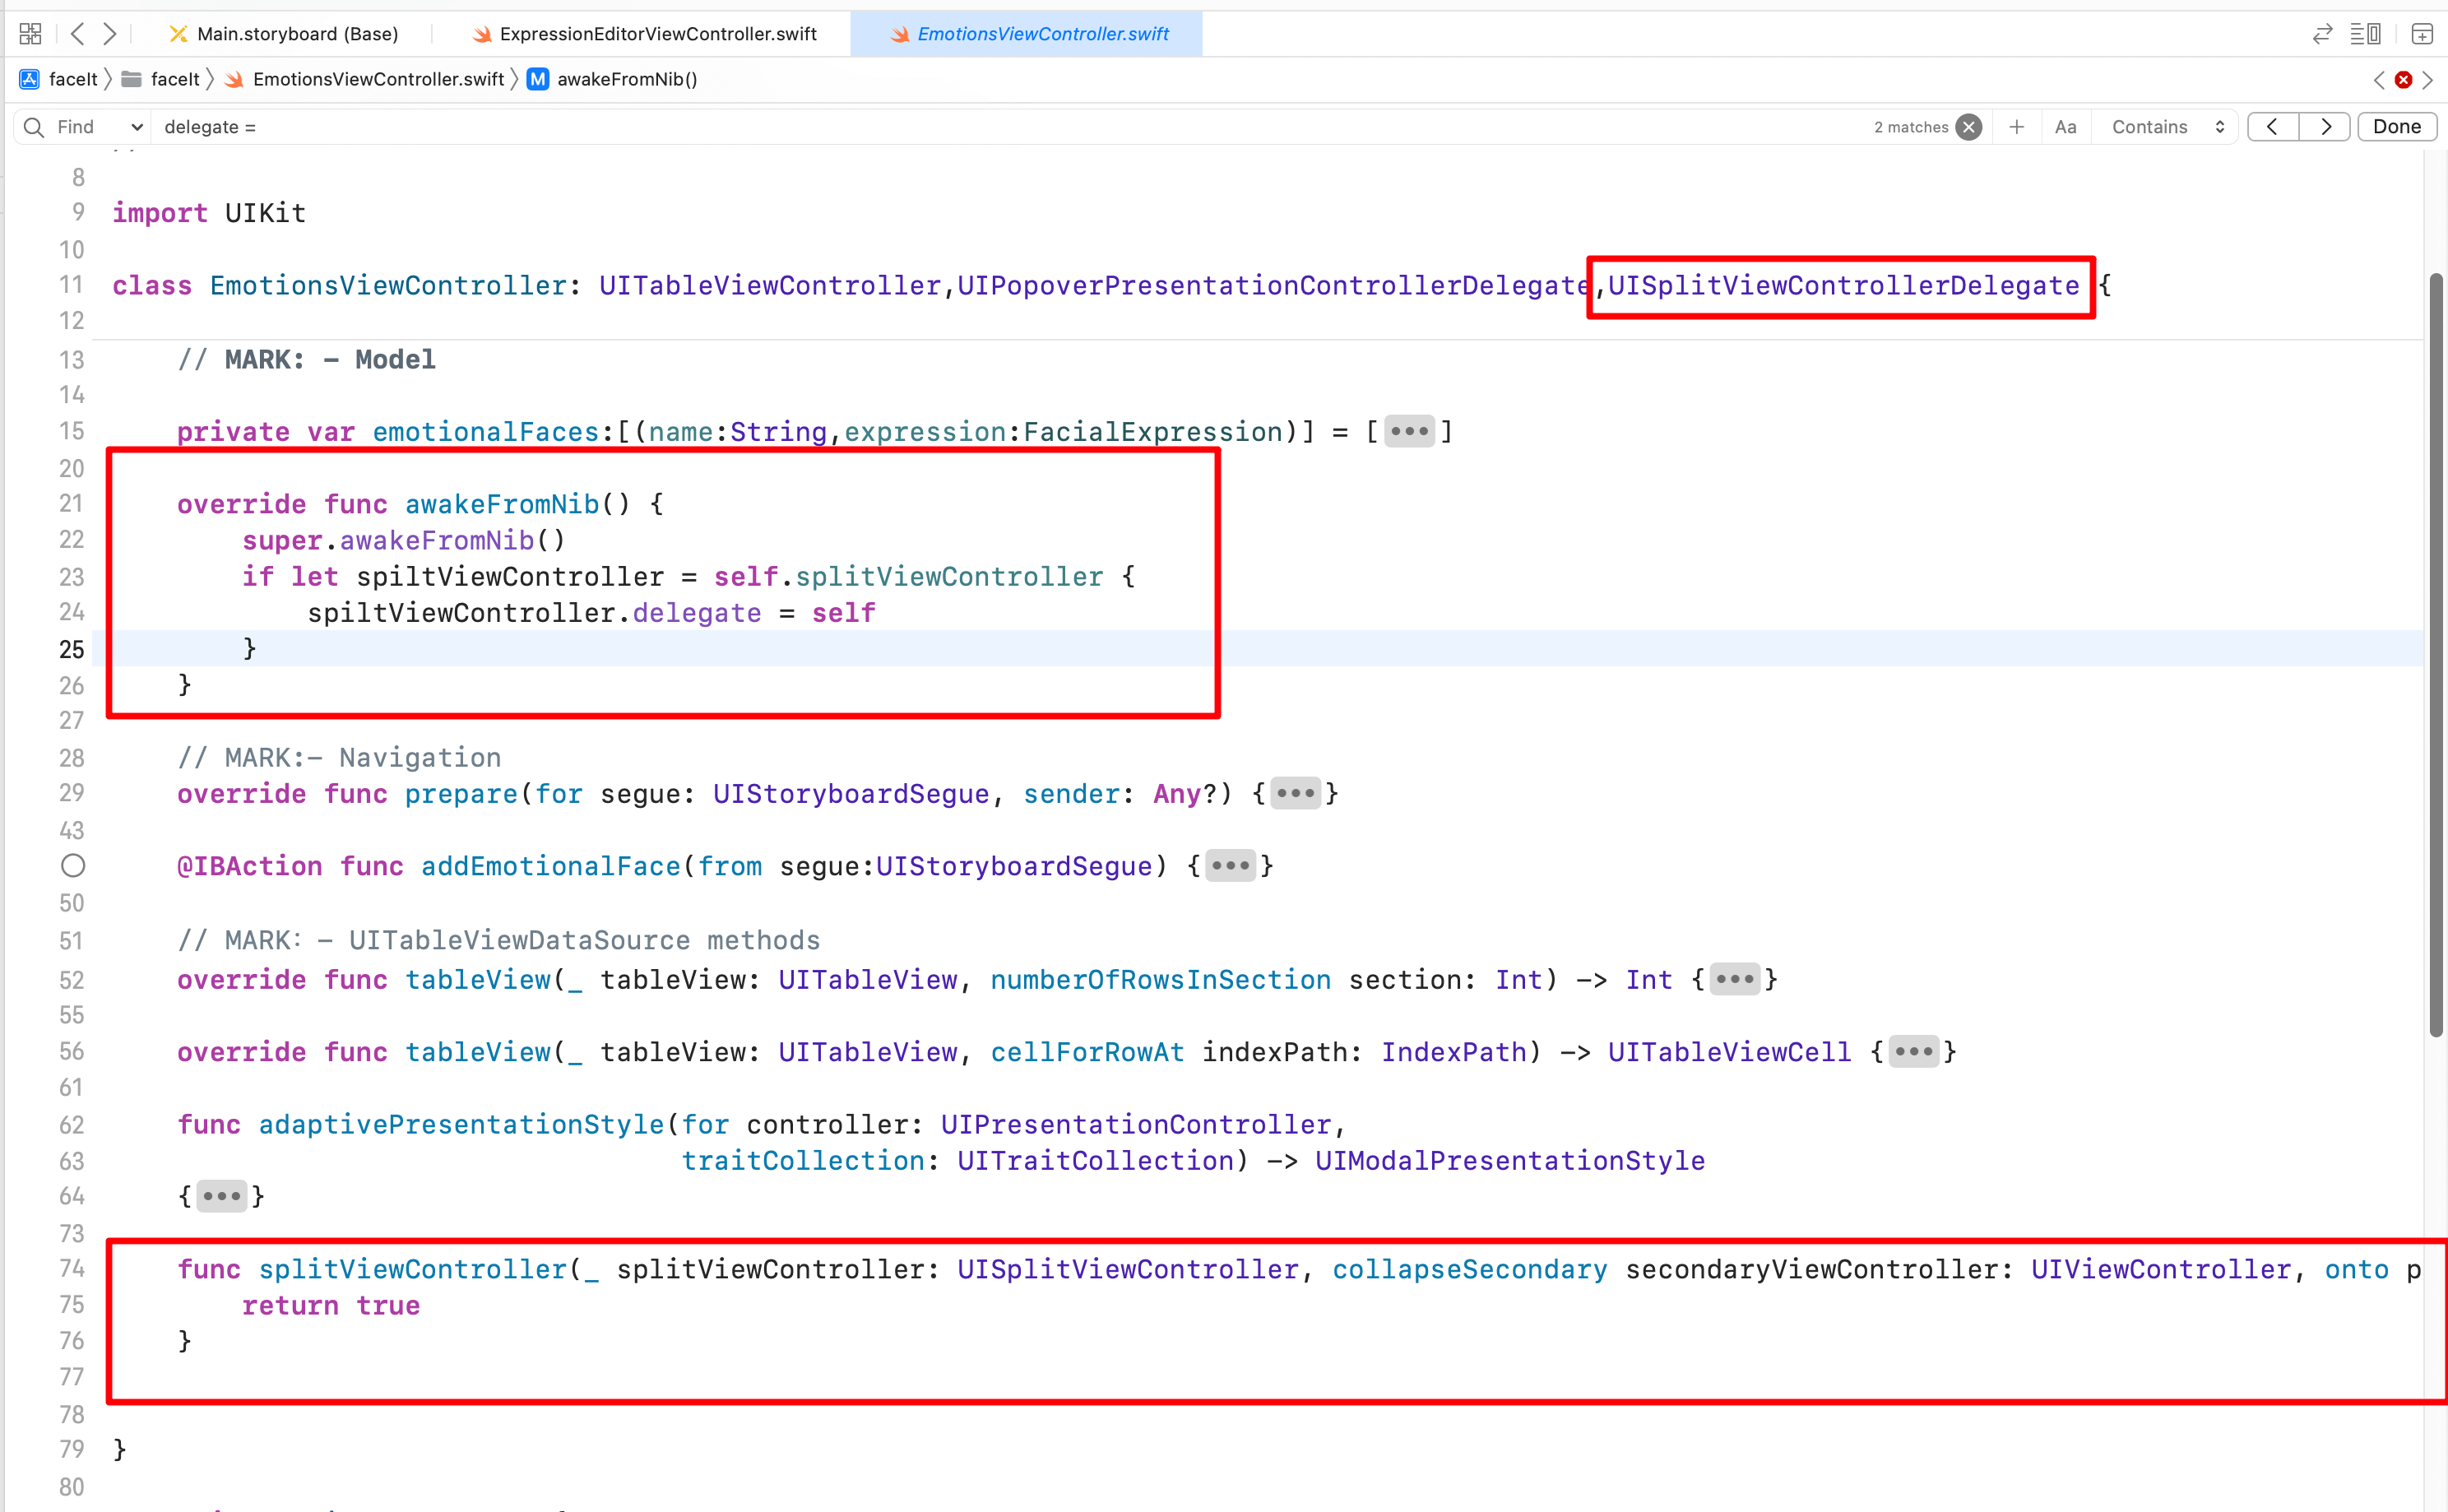 Main.storyboard (Base)
ExpressionEditorViewController.swift
EmotionsViewController.swift
faceIt
faceIt
EmotionsViewController.swift
M
awakeFromNib()
Find
delegate =
2 matches
Aa
Contains
Done
8
9 import UIKit
10
11 class EmotionsViewController: UITableViewController,UIPopoverPresentationControllerDelegate,UISplitViewControllerDelegate {
12
13 // MARK: - Model
14
15 private var emotionalFaces:[(name:String,expression:FacialExpression)] = [•••]
20
21 override func awakeFromNib() {
22 super.awakeFromNib()
23 if let spiltViewController = self.splitViewController {
24 spiltViewController.delegate = self
25 }
26 }
27
28 // MARK:- Navigation
29 override func prepare(for segue: UIStoryboardSegue, sender: Any?) {•••}
43
@IBAction func addEmotionalFace(from segue:UIStoryboardSegue) {•••}
50
51 // MARK: - UITableViewDataSource methods
52 override func tableView(_ tableView: UITableView, numberOfRowsInSection section: Int) -> Int {•••}
55
56 override func tableView(_ tableView: UITableView, cellForRowAt indexPath: IndexPath) -> UITableViewCell {•••}
61
62 func adaptivePresentationStyle(for controller: UIPresentationController,
63 traitCollection: UITraitCollection) -> UIModalPresentationStyle
64 {•••}
73
74 func splitViewController(_ splitViewController: UISplitViewController, collapseSecondary secondaryViewController: UIViewController, onto p
75 return true
76 }
77
78
79 }
80